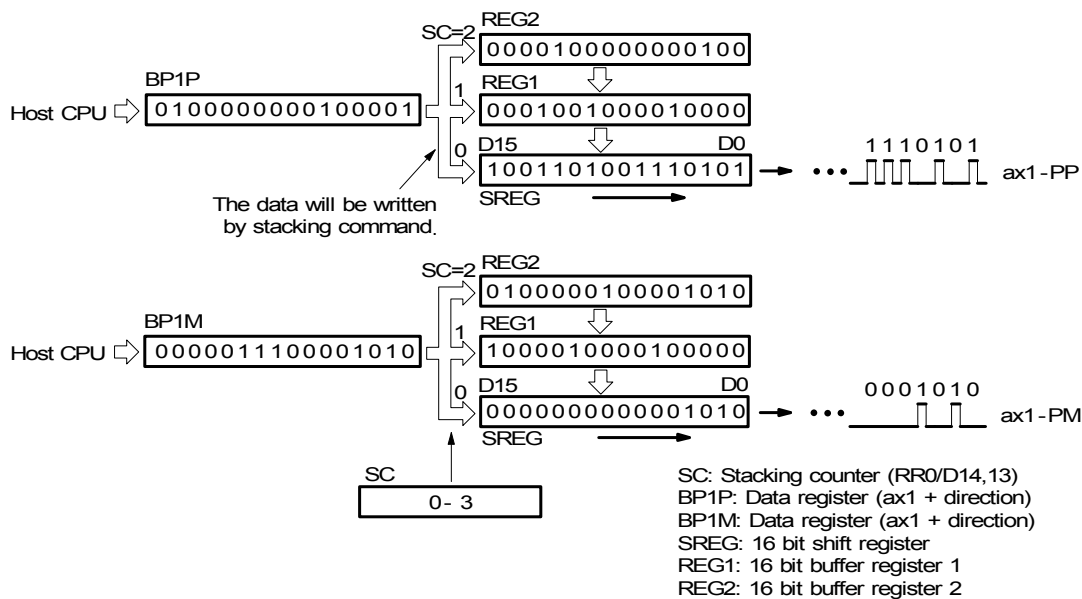 REG2
SC=2
0000100000000100
BP1P
REG1
1
Host CPU
0100000000100001
0001001000010000
0
D15
D0
1111010 1
1001101001110101
...
ax1-PP
SREG
The data will be written
by stacking command.
REG2
SC=2
0100000100001010
BP1M
REG1
1
Host CPU
0000011100001010
1000010000100000
0
D15
D0
0001010
0000000000001010
...
ax1-PM
SREG
SC
0-3
SC: Stacking counter (RR0/D14,13)
BP1P: Data register (ax1 + direction)
BP1M: Data register (ax1 + direction)
SREG: 16 bit shift register
REG1: 16 bit buffer register 1
REG2: 16 bit buffer register 2